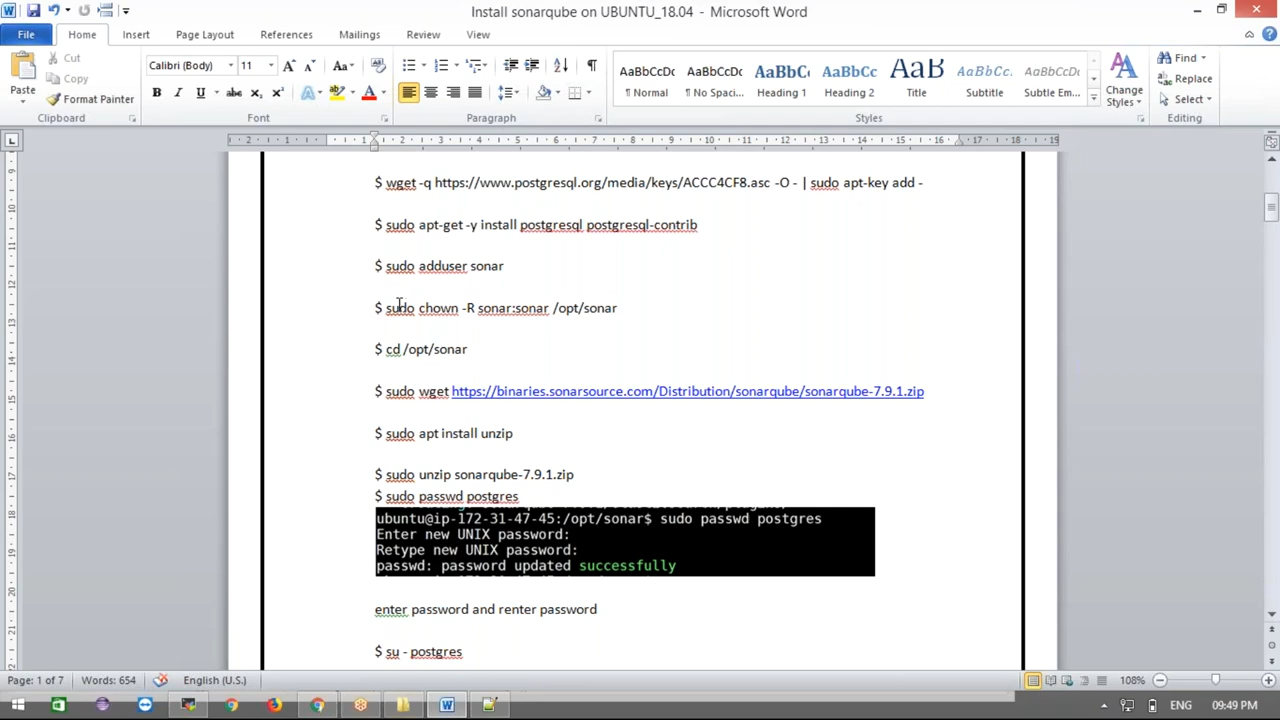 Install sonarqube on UBUNTU_18.04 - Microsoft Word
File Home Insert Page Layout References Mailings Review View
Cut
Copy
Format Painter
Paste
Clipboard
Calibri (Body) 11
Font
Paragraph
AaBbCcDc AaBbCcDc AaBbCc AaBbCc AaB AaBbCc. AaBbCcDc
¶ Normal ¶ No Spaci... Heading 1 Heading 2 Title Subtitle Subtle Em...
Styles
Change Styles
Find
Replace
Select
Editing
$ wget -q https://www.postgresql.org/media/keys/ACCC4CF8.asc -O - | sudo apt-key add -
$ sudo apt-get -y install postgresql postgresql-contrib
$ sudo adduser sonar
$ sudo chown -R sonar:sonar /opt/sonar
$ cd /opt/sonar
$ sudo wget https://binaries.sonarsource.com/Distribution/sonarqube/sonarqube-7.9.1.zip
$ sudo apt install unzip
$ sudo unzip sonarqube-7.9.1.zip
$ sudo passwd postgres
ubuntu@ip-172-31-47-45:/opt/sonar$ sudo passwd postgres
Enter new UNIX password:
Retype new UNIX password:
passwd: password updated successfully
enter password and renter password
$ su - postgres
Page: 1 of 7 Words: 654 English (U.S.) 108%
ENG 09:49 PM